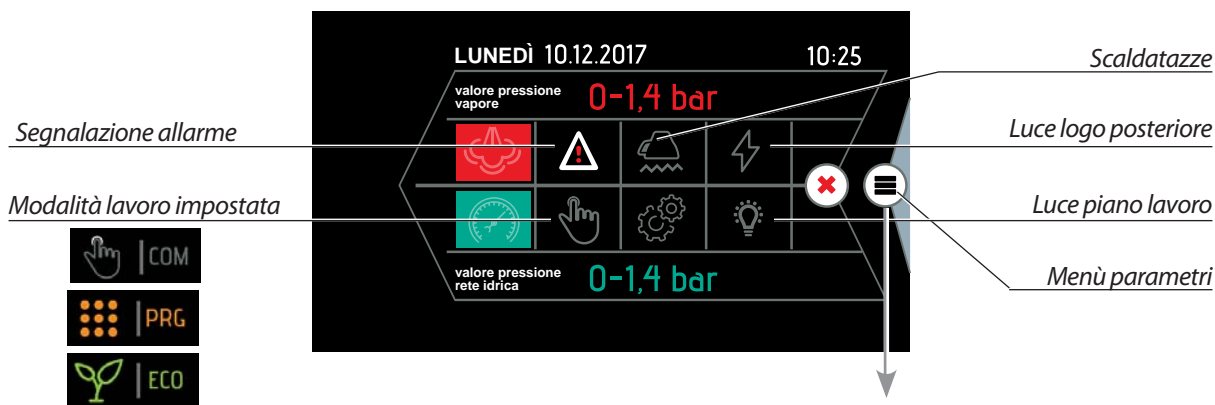 LUNEDÌ 10.12.2017 10:25
valore pressione
vapore
0-1,4 bar
Scaldatazze
Segnalazione allarme
Luce logo posteriore
Modalità lavoro impostata
Luce piano lavoro
COM
valore pressione
rete idrica
0-1,4 bar
Menù parametri
PRG
ECO